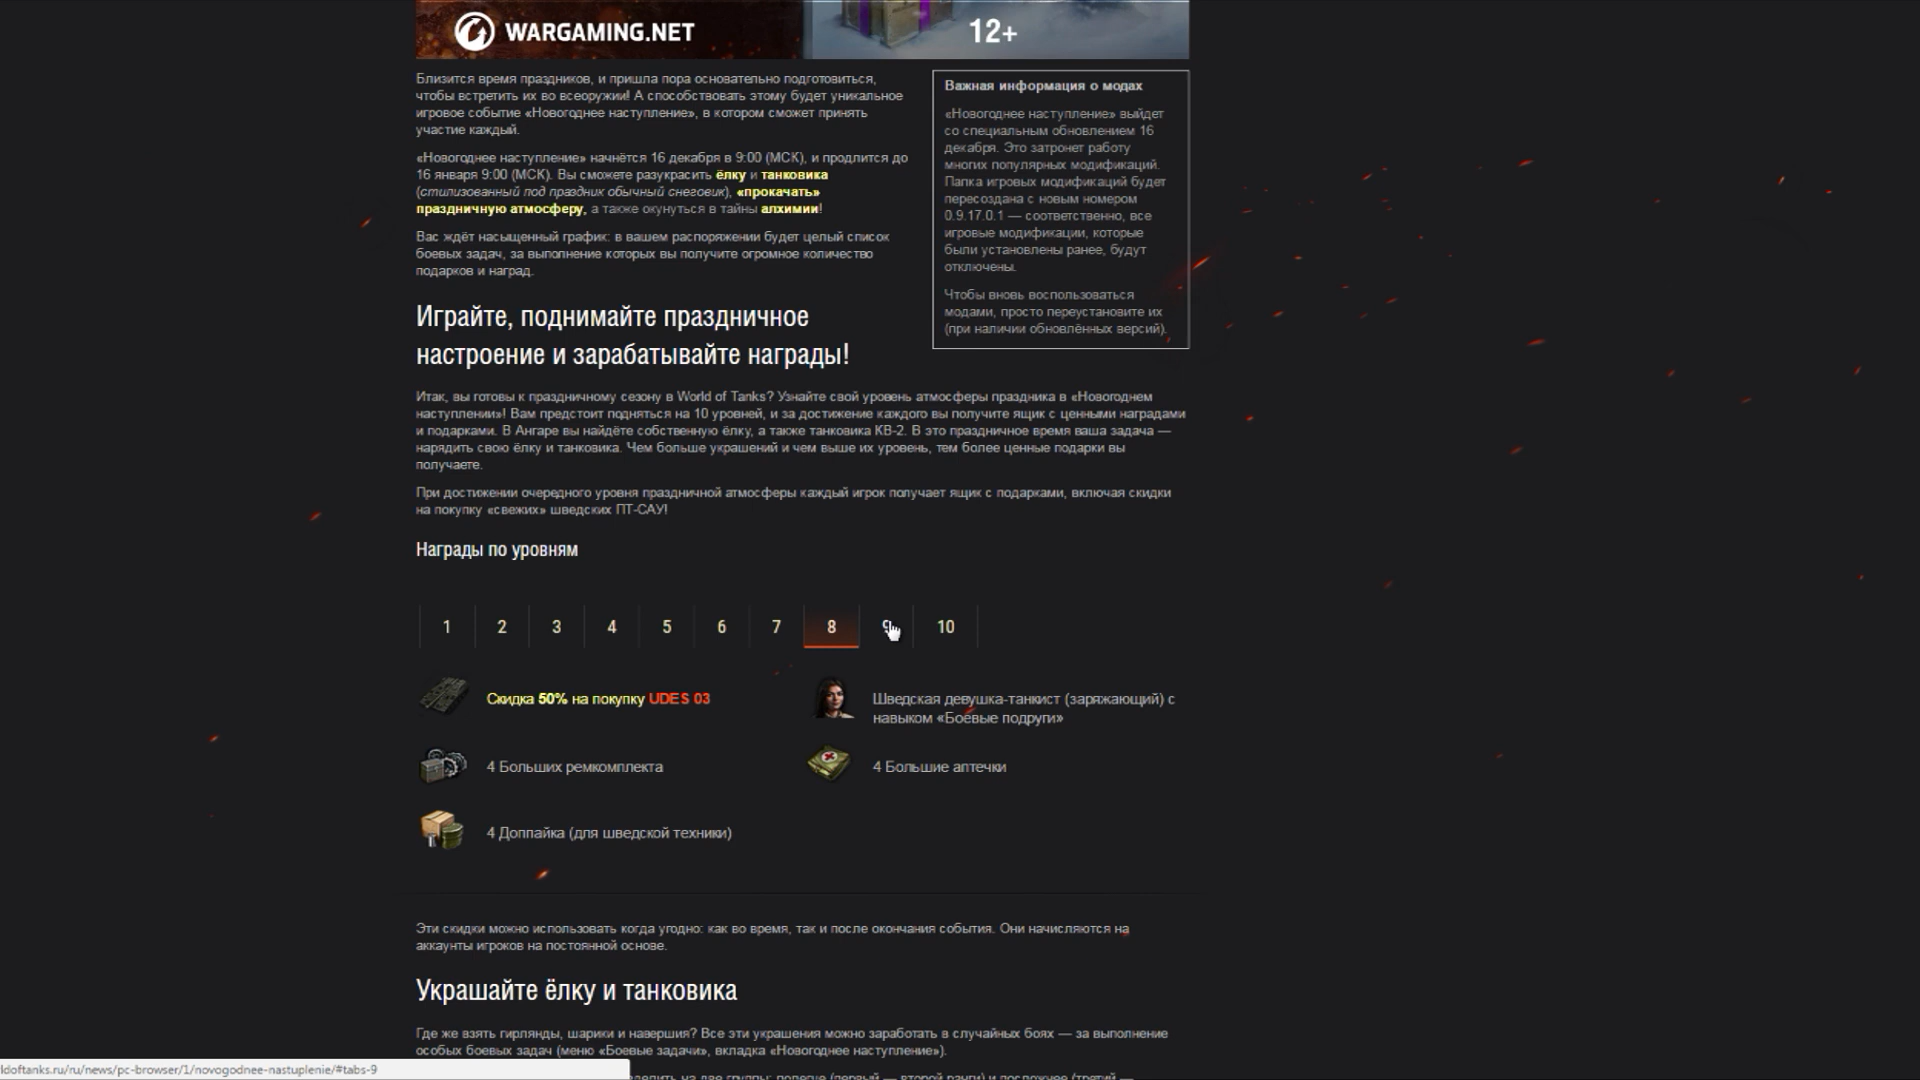 WARGAMING.NET
12+
Близится время праздников, и пришла пора основательно подготовиться,
чтобы встретить их во всеоружии! А способствовать этому будет уникальное
игровое событие «Новогоднее наступление», в котором сможет принять
участие каждый.
«Новогоднее наступление» начнётся 16 декабря в 9:00 (МСК), и продлится до
16 января 9:00 (МСК). Вы сможете разукрасить ёлку и танковика
(стилизованный под праздник обычный снеговик), «прокачать»
праздничную атмосферу, а также окунуться в тайны алхимии!
Вас ждёт насыщенный график: в вашем распоряжении будет целый список
боевых задач, за выполнение которых вы получите огромное количество
подарков и наград.
Важная информация о модах
«Новогоднее наступление» выйдет
со специальным обновлением 16
декабря. Это затронет работу
многих популярных модификаций.
Папка игровых модификаций будет
пересоздана с новым номером
0.9.17.0.1 — соответственно, все
игровые модификации, которые
были установлены ранее, будут
отключены.
Чтобы вновь воспользоваться
модами, просто переустановите их
(при наличии обновлённых версий).
Играйте, поднимайте праздничное
настроение и зарабатывайте награды!
Итак, вы готовы к праздничному сезону в World of Tanks? Узнайте свой уровень атмосферы праздника в «Новогоднем
наступлении»! Вам предстоит подняться на 10 уровней, и за достижение каждого вы получите ящик с ценными наградами
и подарками. В Ангаре вы найдёте собственную ёлку, а также танковика КВ-2. В это праздничное время ваша задача —
нарядить свою ёлку и танковика. Чем больше украшений и чем выше их уровень, тем более ценные подарки вы
получаете.
При достижении очередного уровня праздничной атмосферы каждый игрок получает ящик с подарками, включая скидки
на покупку «свежих» шведских ПТ-САУ!
Награды по уровням
1 2 3 4 5 6 7 8 9 10
Скидка 50% на покупку UDES 03
Шведская девушка-танкист (заряжающий) с
навыком «Боевые подруги»
4 Больших ремкомплекта
4 Большие аптечки
4 Доппайка (для шведской техники)
Эти скидки можно использовать когда угодно: как во время, так и после окончания события. Они начисляются на
аккаунты игроков на постоянной основе.
Украшайте ёлку и танковика
Где же взять гирлянды, шарики и навершия? Все эти украшения можно заработать в случайных боях — за выполнение
особых боевых задач (меню «Боевые задачи», вкладка «Новогоднее наступление»).
ldoftanks.ru/ru/news/pc-browser/1/novogodnee-nastuplenie/#tabs-9